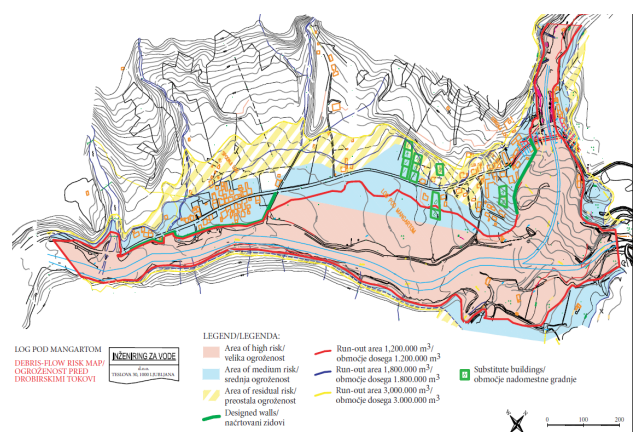 LOG POD MANGARTOM
LOG POD MANGARTOM
DEBRIS-FLOW RISK MAP/
OGROŽENOST PRED
DROBIRSKIMI TOKOVI
INŽENIRING ZA VODE
d.o.o.
TESLOVA 30, 1000 LJUBLJANA
LEGEND/LEGENDA:
Area of high risk/
velika ogroženost
Area of medium risk/
srednja ogroženost
Area of residual risk/
preostala ogroženost
Designed walls/
načrtovani zidovi
Run-out area 1,200.000 m³/
območje dosega 1.200.000 m³
Run-out area 1,800.000 m³/
območje dosega 1.800.000 m³
Run-out area 3,000.000 m³/
obmoèje dosega 3.000.000 m³
Substitute buildings/
območje nadomestne gradnje
0 100 200 m